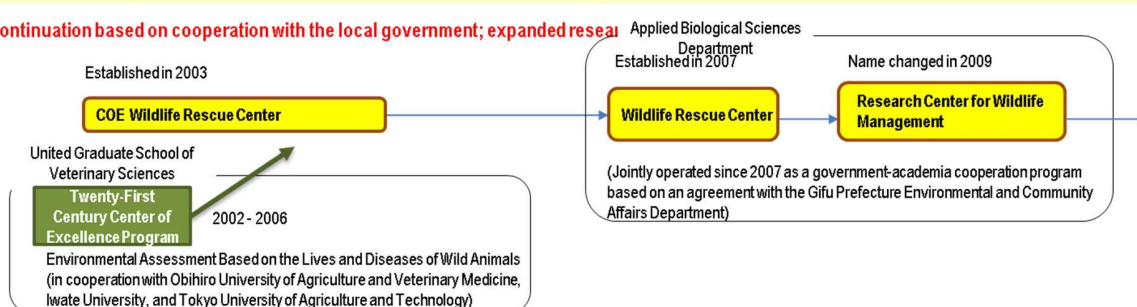 ontinuation based on cooperation with the local government; expanded resear
Applied Biological Sciences
Department
Established in 2003
Established in 2007
Name changed in 2009
COE Wildlife Rescue Center
Wildlife Rescue Center
Research Center for Wildlife
Management
United Graduate School of
Veterinary Sciences
Twenty-First
Century Center of
Excellence Program
2002 - 2006
(Jointly operated since 2007 as a government-academia cooperation program
based on an agreement with the Gifu Prefecture Environmental and Community
Affairs Department)
Environmental Assessment Based on the Lives and Diseases of Wild Animals
(in cooperation with Obihiro University of Agriculture and Veterinary Medicine,
Iwate University, and Tokyo University of Agriculture and Technology)